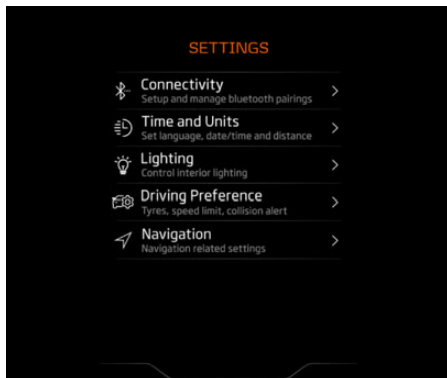 SETTINGS
Connectivity
Setup and manage bluetooth pairings
Time and Units
Set language, date/time and distance
Lighting
Control interior lighting
Driving Preference
Tyres, speed limit, collision alert
Navigation
Navigation related settings